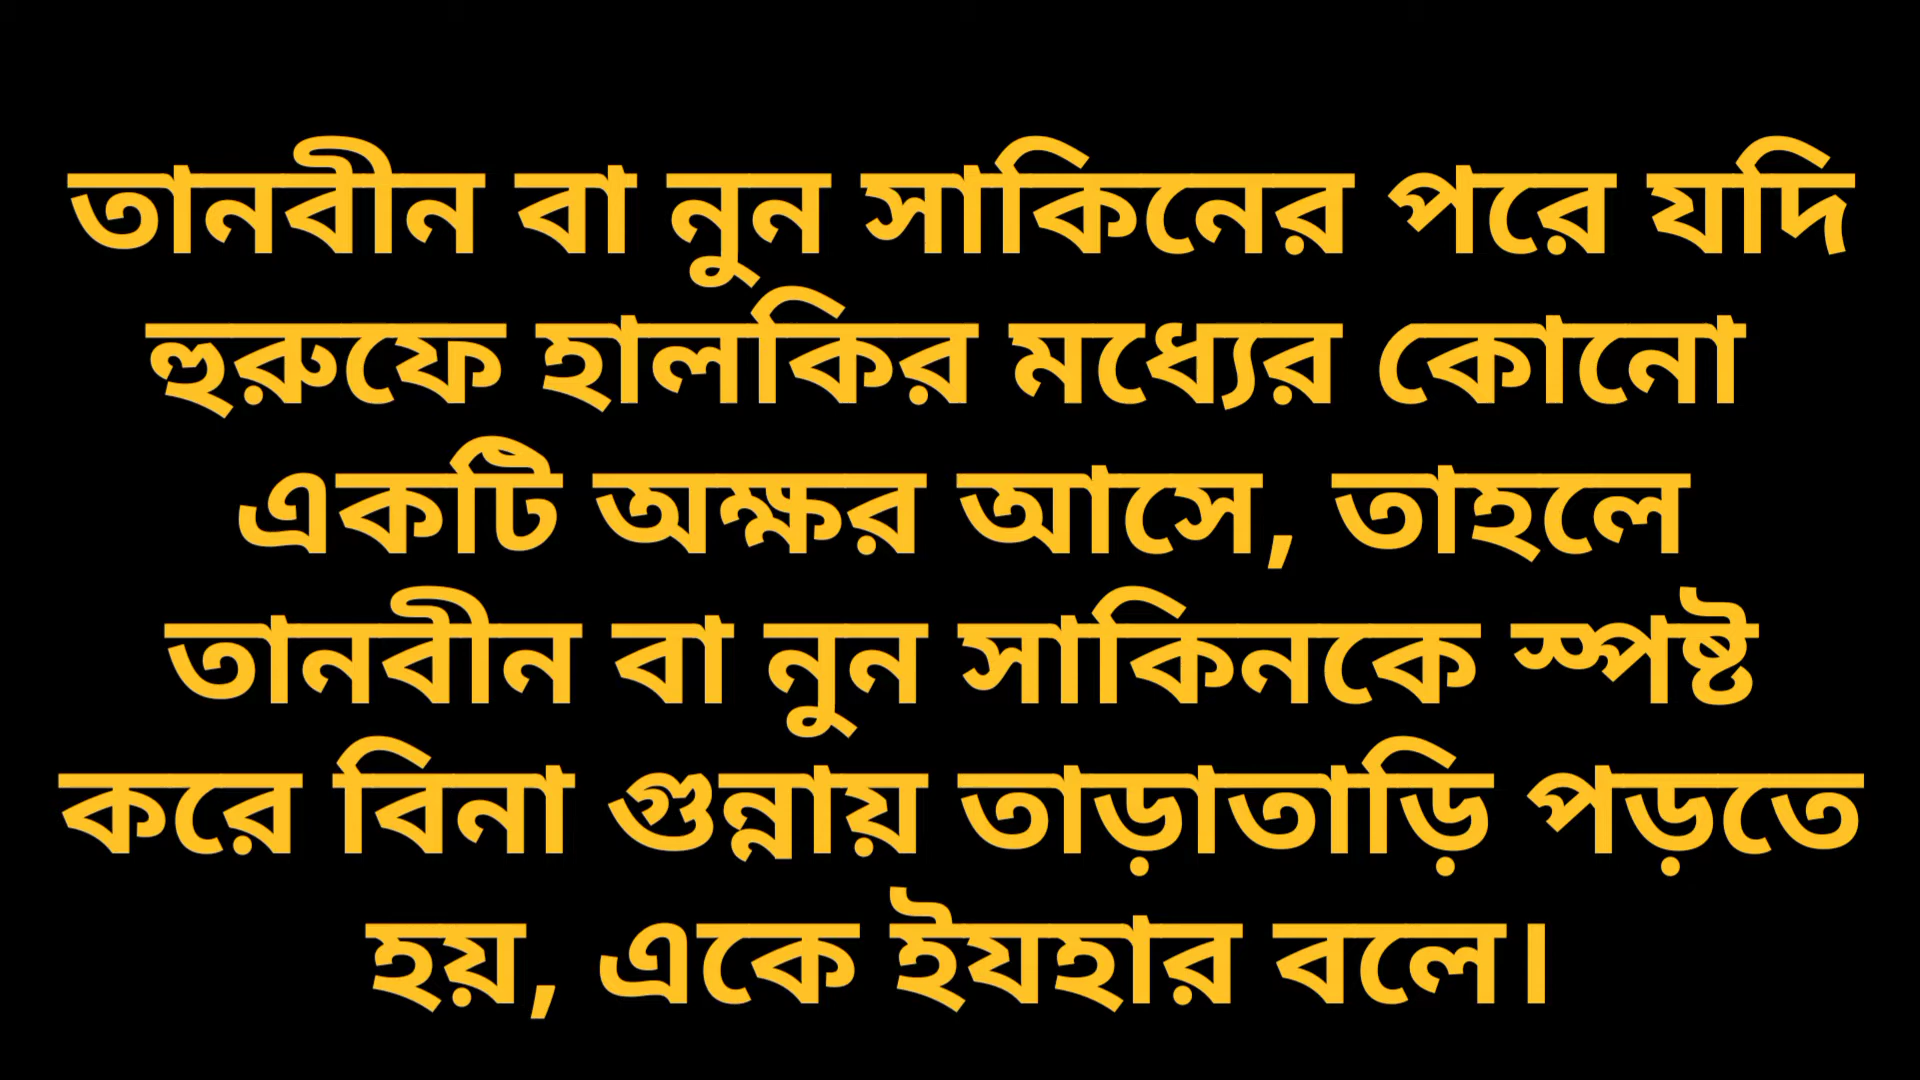 তানবীন বা নুন সাকিনের পরে যদি
হুরুফে হালকির মধ্যের কোনো
একটি অক্ষর আসে, তাহলে
তানবীন বা নুন সাকিনকে স্পষ্ট
করে বিনা গুন্নায় তাড়াতাড়ি পড়তে
হয়, একে ইযহার বলে।